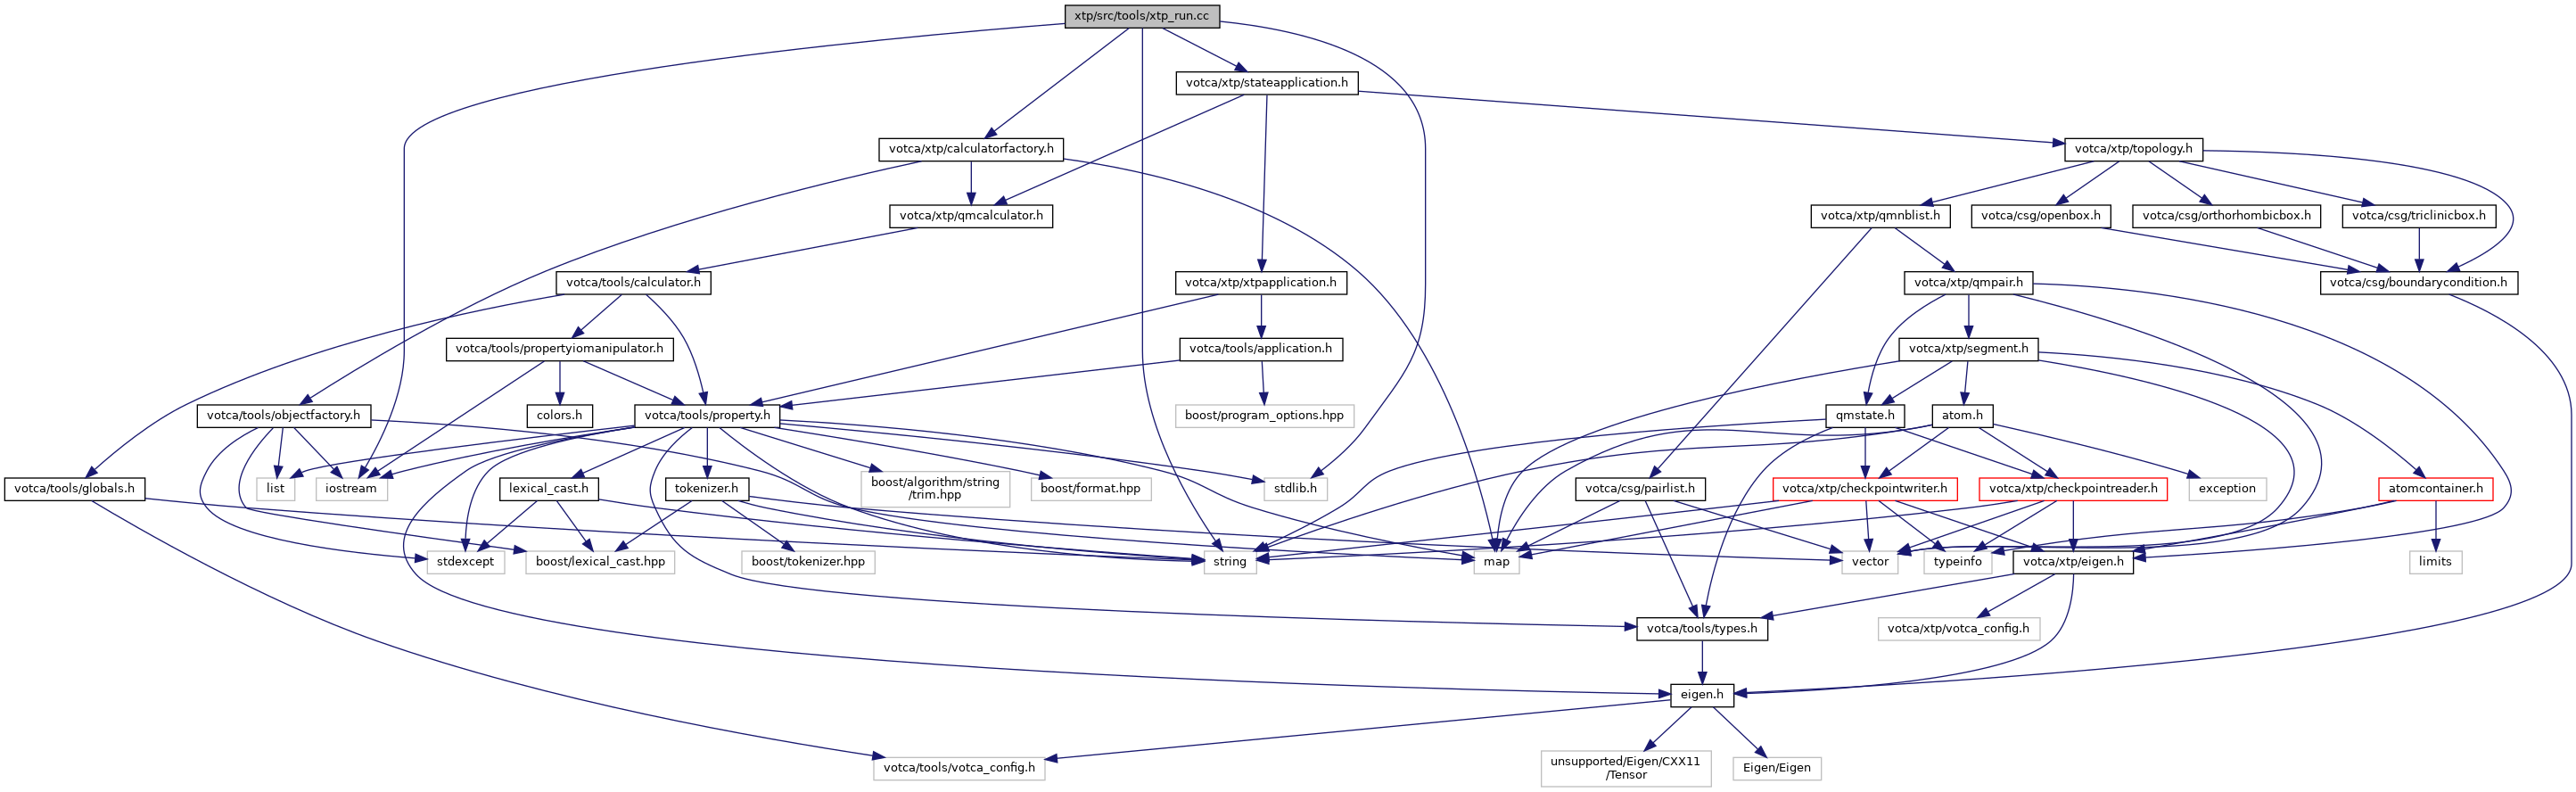 xtp/src/tools/xtp_run.cc
votca/xtp/stateapplication.h
votca/xtp/calculatorfactory.h
votca/xtp/topology.h
votca/xtp/qmcalculator.h
votca/xtp/qmnblist.h
votca/csg/openbox.h
votca/csg/orthorhombicbox.h
votca/csg/triclinicbox.h
votca/tools/calculator.h
votca/xtp/xtpapplication.h
votca/xtp/qmpair.h
votca/csg/boundarycondition.h
votca/tools/propertyiomanipulator.h
votca/tools/application.h
votca/xtp/segment.h
votca/tools/objectfactory.h
colors.h
votca/tools/property.h
boost/program_options.hpp
qmstate.h
atom.h
votca/tools/globals.h
list
iostream
lexical_cast.h
tokenizer.h
boost/algorithm/string
/trim.hpp
boost/format.hpp
stdlib.h
votca/csg/pairlist.h
votca/xtp/checkpointwriter.h
votca/xtp/checkpointreader.h
exception
atomcontainer.h
stdexcept
boost/lexical_cast.hpp
boost/tokenizer.hpp
string
map
vector
typeinfo
votca/xtp/eigen.h
limits
votca/tools/types.h
votca/xtp/votca_config.h
eigen.h
votca/tools/votca_config.h
unsupported/Eigen/CXX11
/Tensor
Eigen/Eigen